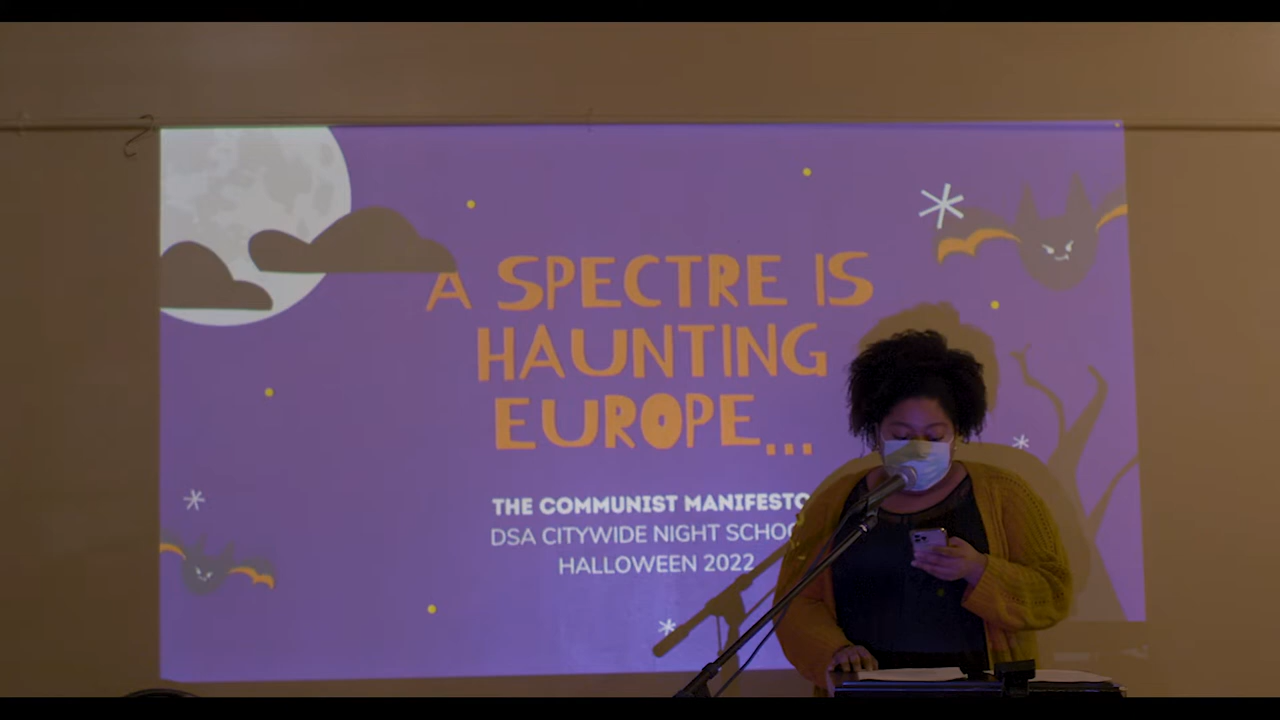 A SPECTRE IS
HAUNTING
EUROPE...
THE COMMUNIST MANIFESTO
DSA CITYWIDE NIGHT
HALLOWEEN 2022